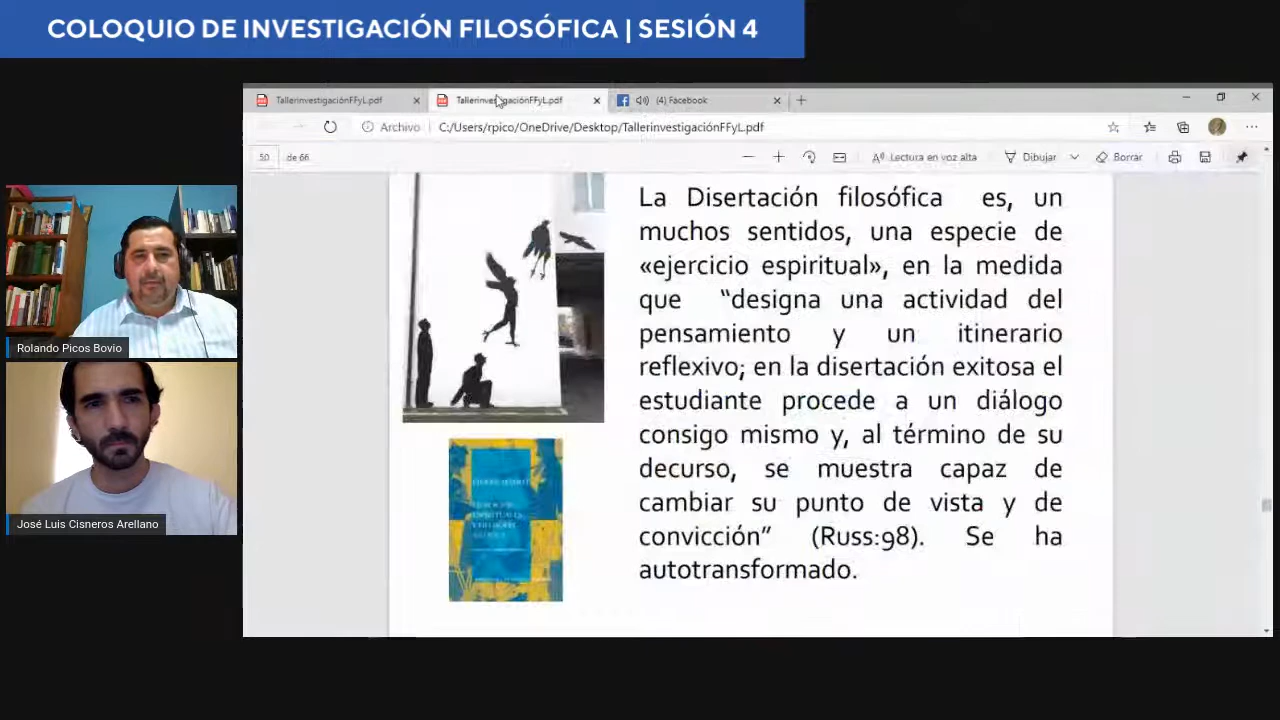 COLOQUIO DE INVESTIGACIÓN FILOSÓFICA | SESIÓN 4
TallerinvestigaciónFFyL.pdf
TallerinvestigaciónFFyL.pdf
(4) Facebook
Archivo
C:/Users/rpico/OneDrive/Desktop/TallerinvestigaciónFFyL.pdf
50 de 66
Lectura en voz alta
Dibujar
Borrar
La Disertación filosófica es, un
muchos sentidos, una especie de
«ejercicio espiritual», en la medida
que “designa una actividad del
pensamiento y un itinerario
reflexivo; en la disertación exitosa el
estudiante procede a un diálogo
consigo mismo y, al término de su
decurso, se muestra capaz de
cambiar su punto de vista y de
convicción” (Russ:98). Se ha
autotransformado.
Rolando Picos Bovio
José Luis Cisneros Arellano